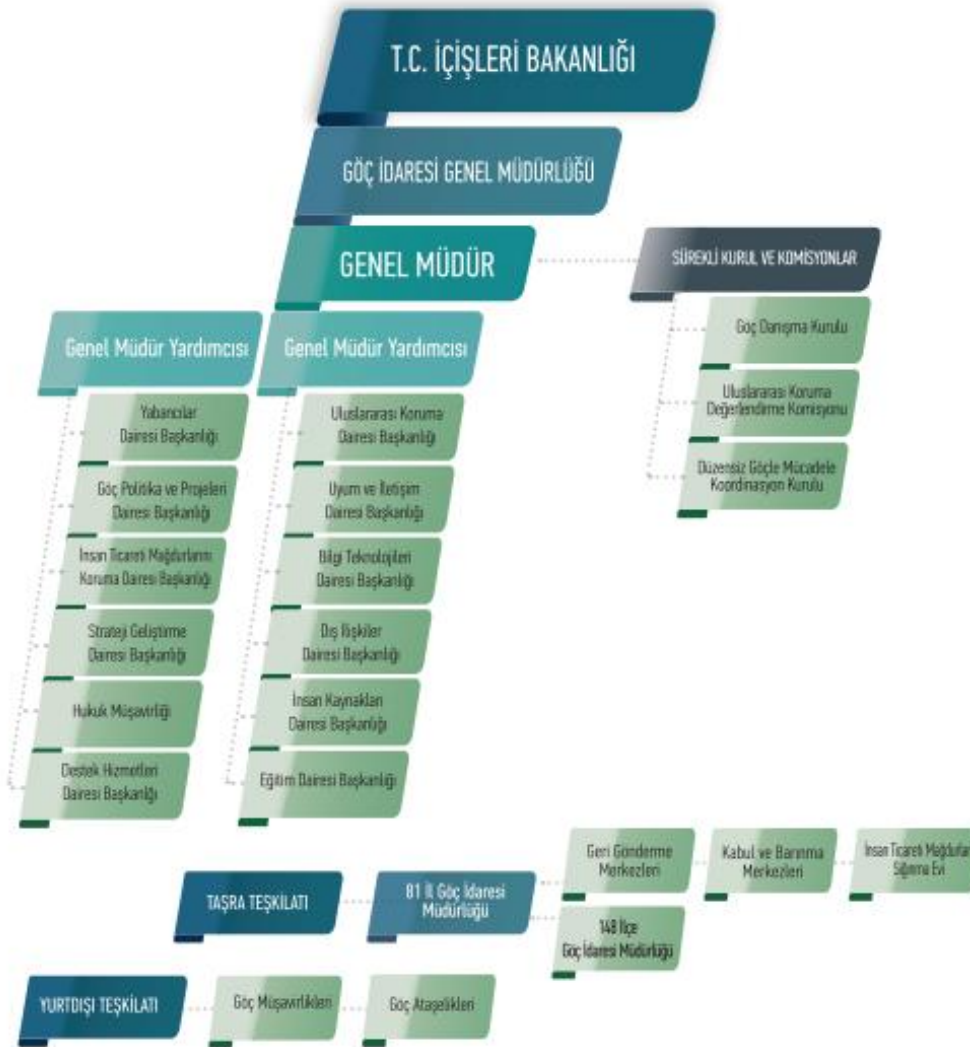 T.C. İÇİŞLERİ BAKANLIĞI
GÖÇ İDARESİ GENEL MÜDÜRLÜĞÜ
GENEL MÜDÜR
SÜREKLİ KURUL VE KOMİSYONLAR
Göç Danışma Kurulu
Uluslararası Koruma
Değerlendirme Komisyonu
Düzensiz Göçle Mücadele
Koordinasyon Kurulu
Genel Müdür Yardımcısı
Yabancılar
Dairesi Başkanlığı
Göç Politika ve Projeleri
Dairesi Başkanlığı
İnsan Ticareti Mağdurlarını
Koruma Dairesi Başkanlığı
Strateji Geliştirme
Dairesi Başkanlığı
Hukuk Müşavirliği
Destek Hizmetleri
Dairesi Başkanlığı
Genel Müdür Yardımcısı
Uluslararası Koruma
Dairesi Başkanlığı
Uyum ve İletişim
Dairesi Başkanlığı
Bilgi Teknolojileri
Dairesi Başkanlığı
Dış İlişkiler
Dairesi Başkanlığı
İnsan Kaynakları
Dairesi Başkanlığı
Eğitim Dairesi Başkanlığı
TAŞRA TEŞKİLATI
81 İl Göç İdaresi
Müdürlüğü
Geri Gönderme
Merkezleri
Kabul ve Barınma
Merkezleri
İnsan Ticareti Mağdurlar
Sığınma Evi
148 İlçe
Göç İdaresi Müdürlüğü
YURTDIŞI TEŞKİLATI
Göç Müşavirlikleri
Göç Ataşelikleri